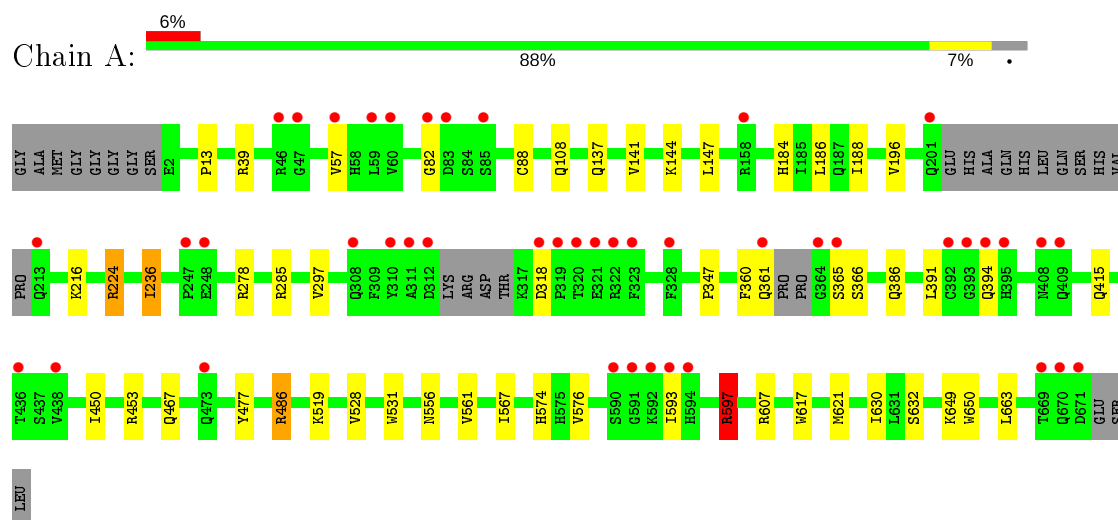 6%
Chain A:
88% 7% •
GLY ALA MET GLY GLY GLY GLY SER E2 P13 R39 R46 G47 V57 H58 L59 V60 G82 D83 S84 S85 C88 Q108 Q137 V141 K144 L147 R158 H184 I185 L186 Q187 I188 V196 Q201 GLU HIS ALA GLN HIS LEU GLN SER HIS VAL
PRO Q213 K216 R224 I236 P247 E248 R278 R285 V297 Q308 F309 Y310 A311 D312 LYS ARG ASP THR K317 D318 P319 T320 E321 R322 F323 F328 P347 F360 Q361 PRO PRO G364 S365 S366 Q386 L391 C392 G393 Q394 H395 N408 Q409 Q415
T436 S437 V438 I450 R453 Q467 Q473 Y477 R486 K519 V528 W531 N556 V561 I567 H574 H575 V576 S590 G591 K592 I593 H594 R597 R607 W617 M621 I630 L631 S632 K649 W650 L663 T669 Q670 D671 GLU SER
LEU